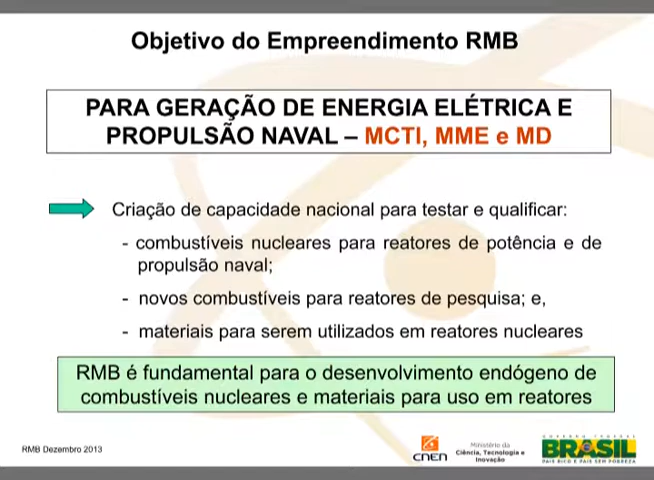 Objetivo do Empreendimento RMB
PARA GERAÇÃO DE ENERGIA ELÉTRICA E
PROPULSÃO NAVAL – MCTI, MME e MD
Criação de capacidade nacional para testar e qualificar:
- combustíveis nucleares para reatores de potência e de
propulsão naval;
- novos combustíveis para reatores de pesquisa; e,
- materiais para serem utilizados em reatores nucleares
RMB é fundamental para o desenvolvimento endógeno de
combustíveis nucleares e materiais para uso em reatores
RMB Dezembro 2013
CNEN
Ministério da
Ciência, Tecnologia e
Inovação
GOVERNO FEDERAL
BRASIL
PAÍS RICO É PAÍS SEM POBREZA